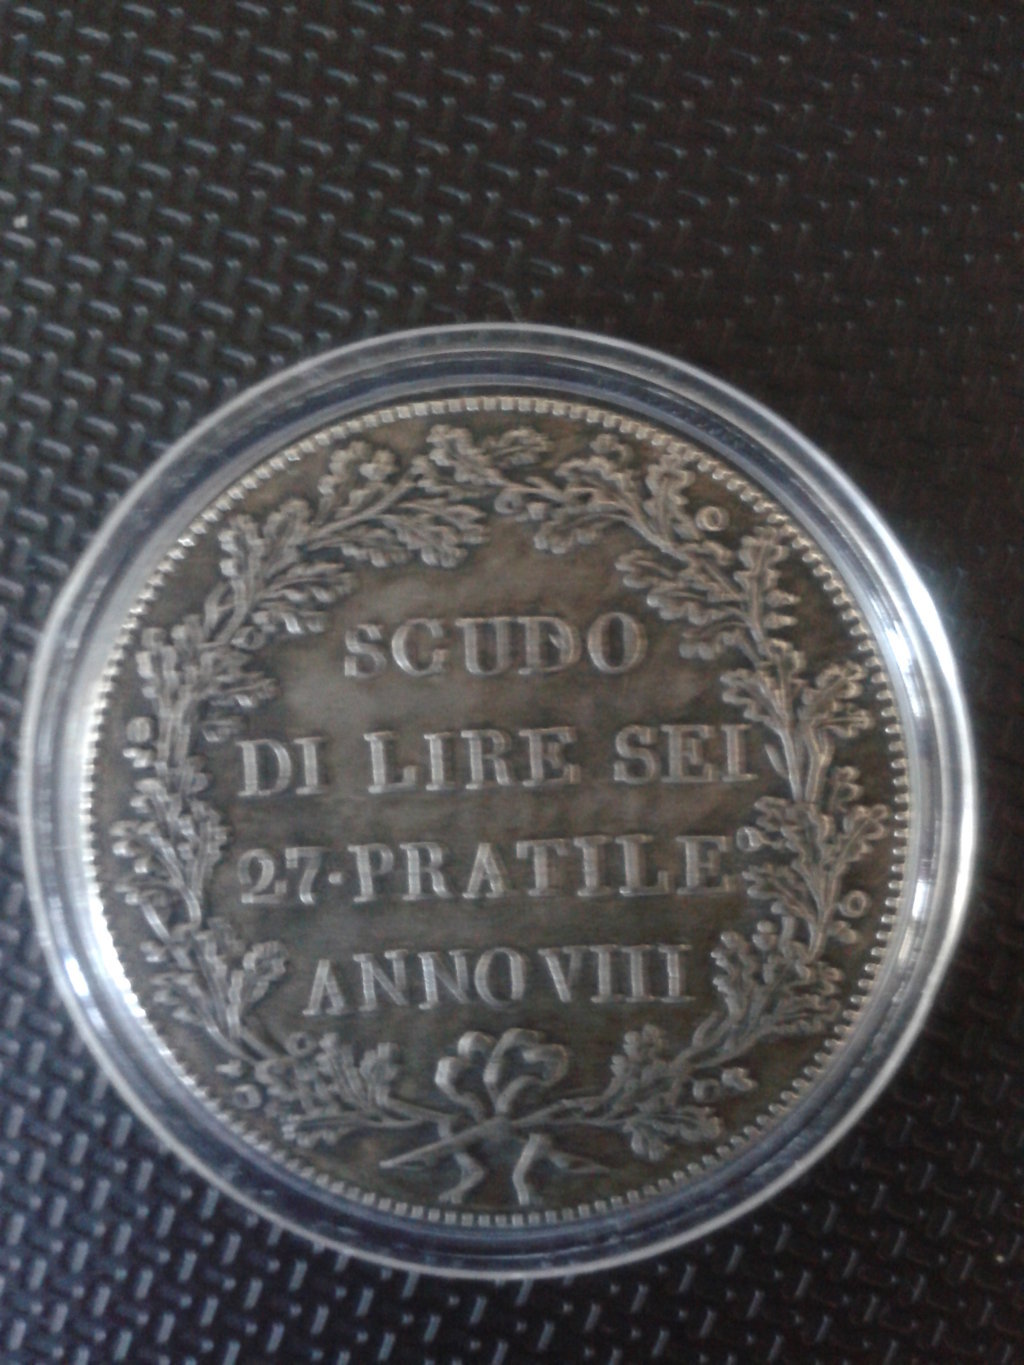 SCUDO
DI LIRE SEI
27·PRATILE
ANNO VIII